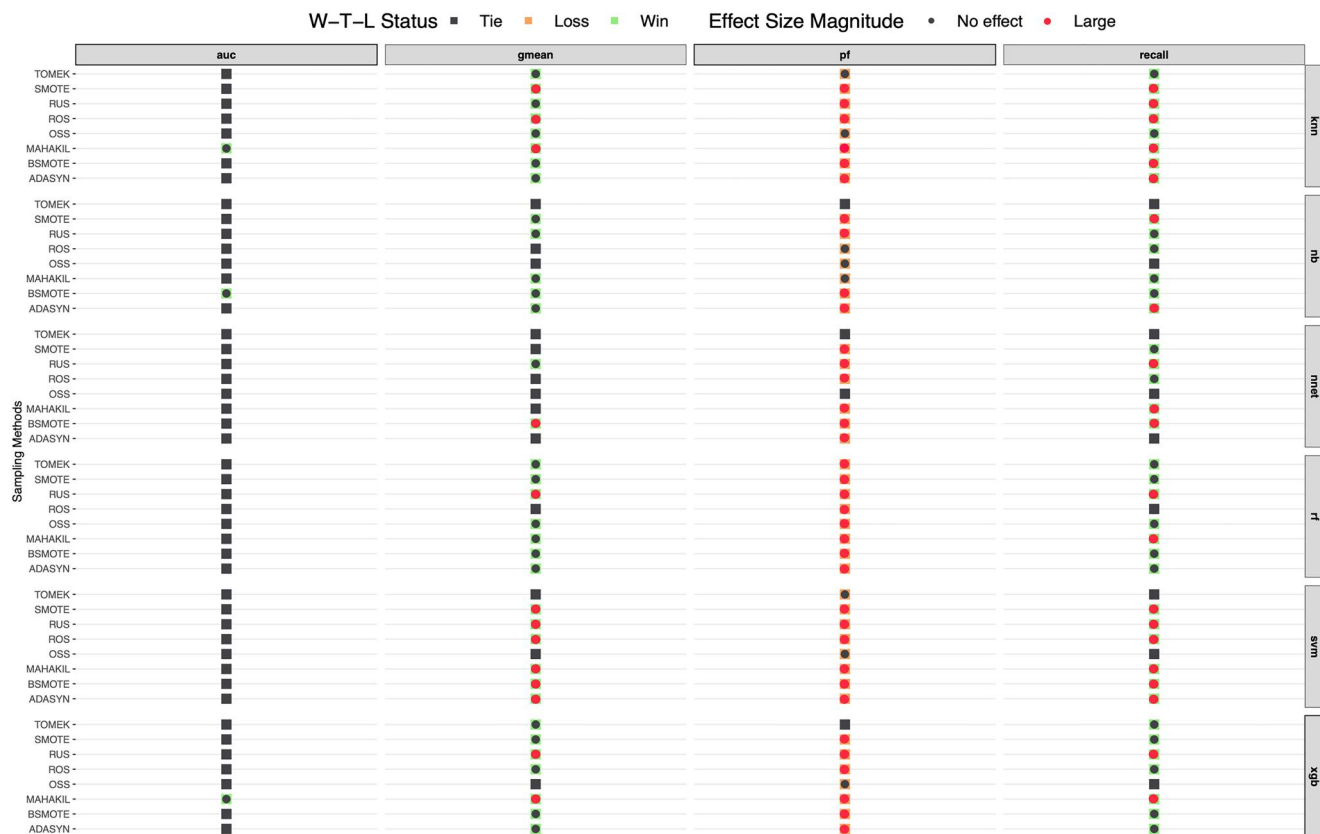 W–T–L Status Tie Loss Win Effect Size Magnitude No effect Large
auc gmean pf recall
Sampling Methods
TOMEK
SMOTE
RUS
ROS
OSS
MAHAKIL
BSMOTE
ADASYN
knn
TOMEK
SMOTE
RUS
ROS
OSS
MAHAKIL
BSMOTE
ADASYN
nb
TOMEK
SMOTE
RUS
ROS
OSS
MAHAKIL
BSMOTE
ADASYN
nnet
TOMEK
SMOTE
RUS
ROS
OSS
MAHAKIL
BSMOTE
ADASYN
rf
TOMEK
SMOTE
RUS
ROS
OSS
MAHAKIL
BSMOTE
ADASYN
svm
TOMEK
SMOTE
RUS
ROS
OSS
MAHAKIL
BSMOTE
ADASYN
xgb